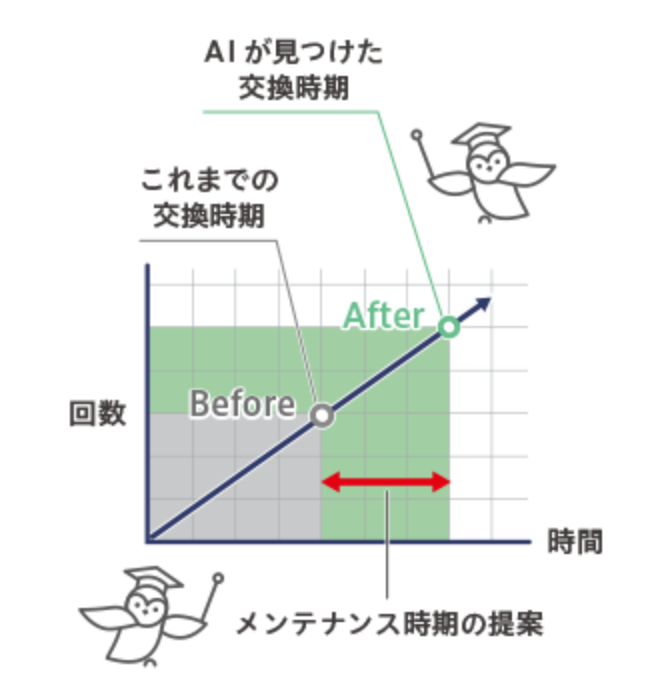 AIが見つけた
交換時期
これまでの
交換時期
After
Before
回数
時間
メンテナンス時期の提案